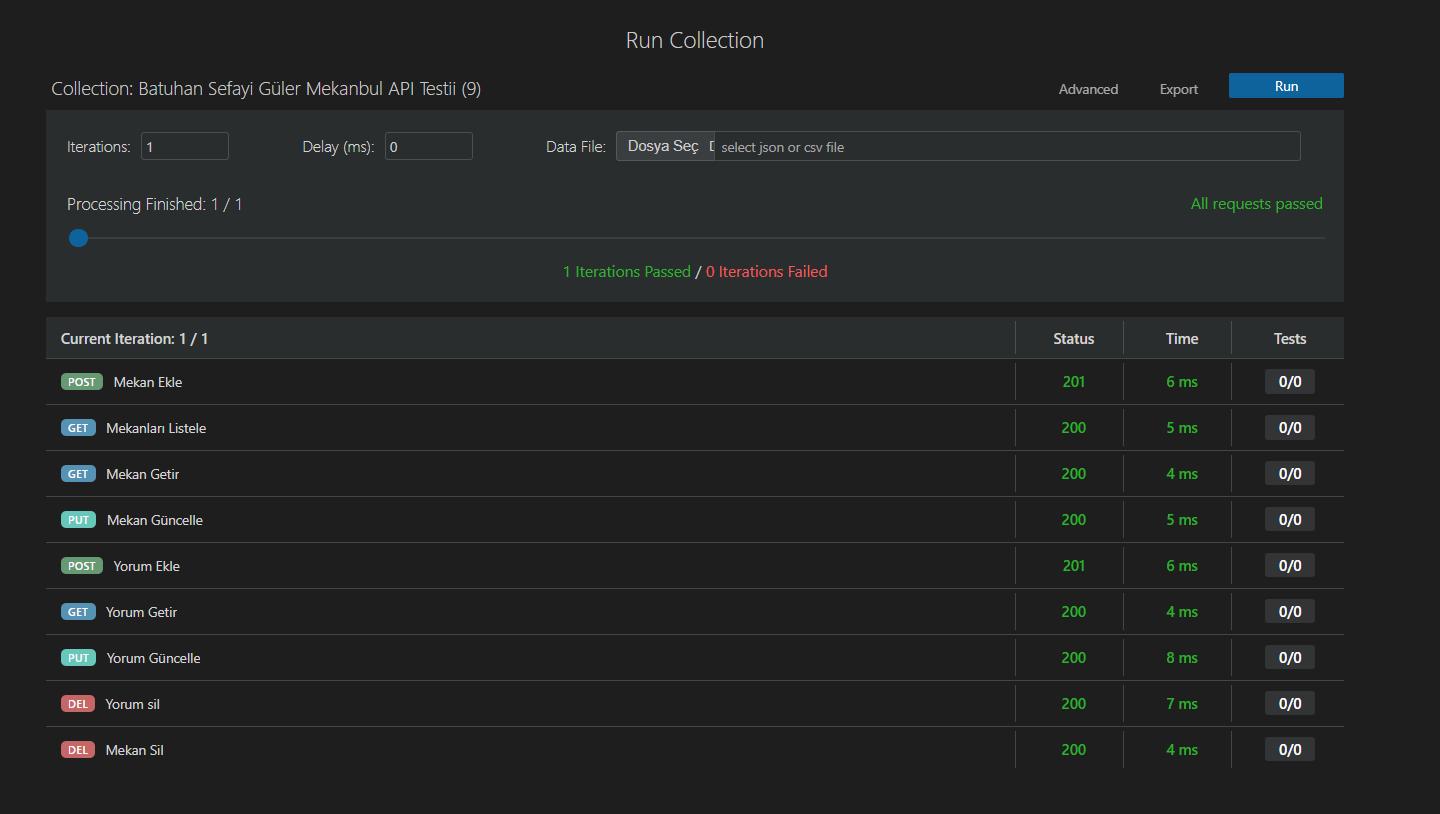 Run Collection
Collection: Batuhan Sefayi Güler Mekanbul API Testii (9) Advanced Export Run
Iterations: 1 Delay (ms): 0 Data File: Dosya Seç select json or csv file
Processing Finished: 1 / 1 All requests passed
1 Iterations Passed / 0 Iterations Failed
Current Iteration: 1 / 1 Status Time Tests
POST Mekan Ekle 201 6 ms 0/0
GET Mekanları Listele 200 5 ms 0/0
GET Mekan Getir 200 4 ms 0/0
PUT Mekan Güncelle 200 5 ms 0/0
POST Yorum Ekle 201 6 ms 0/0
GET Yorum Getir 200 4 ms 0/0
PUT Yorum Güncelle 200 8 ms 0/0
DEL Yorum sil 200 7 ms 0/0
DEL Mekan Sil 200 4 ms 0/0